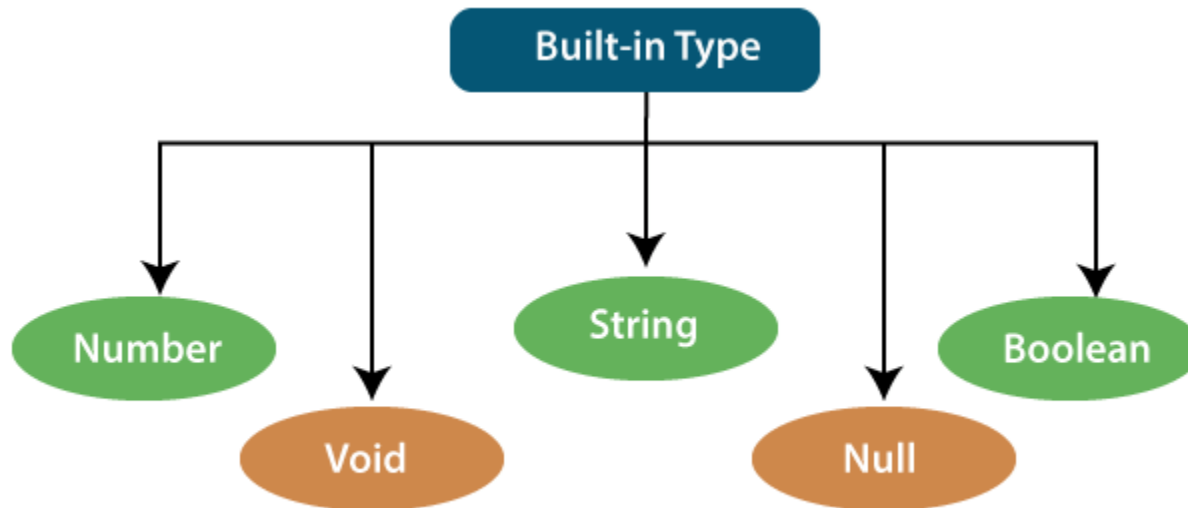 Built-in Type
Number
String
Boolean
Void
Null